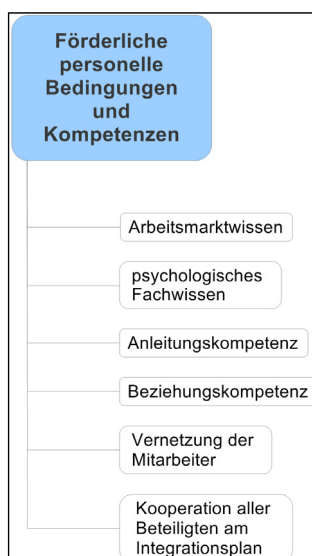 Förderliche
personelle
Bedingungen
und
Kompetenzen
Arbeitsmarktwissen
psychologisches
Fachwissen
Anleitungskompetenz
Beziehungskompetenz
Vernetzung der
Mitarbeiter
Kooperation aller
Beteiligten am
Integrationsplan